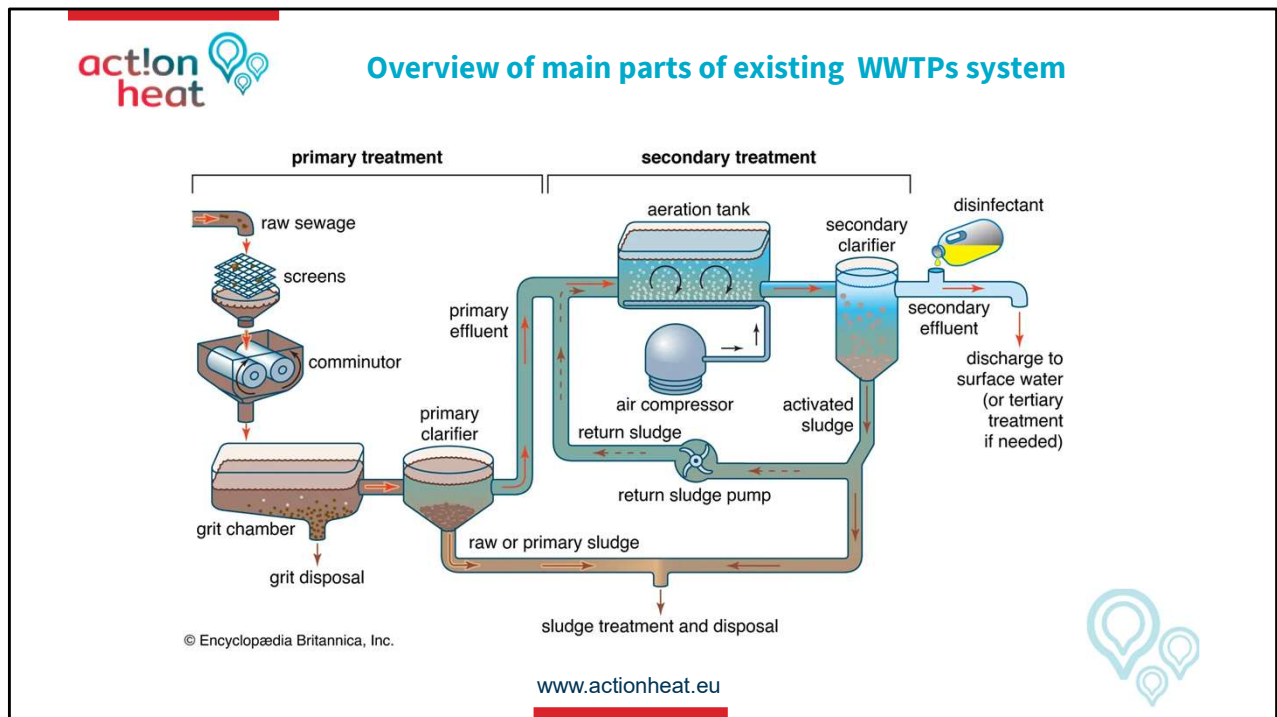 act!on
heat
Overview of main parts of existing WWTPs system
primary treatment
secondary treatment
raw sewage
screens
comminutor
grit chamber
grit disposal
primary
clarifier
raw or primary sludge
primary
effluent
aeration tank
air compressor
return sludge
return sludge pump
secondary
clarifier
activated
sludge
disinfectant
secondary
effluent
discharge to
surface water
(or tertiary
treatment
if needed)
sludge treatment and disposal
© Encyclopædia Britannica, Inc.
www.actionheat.eu